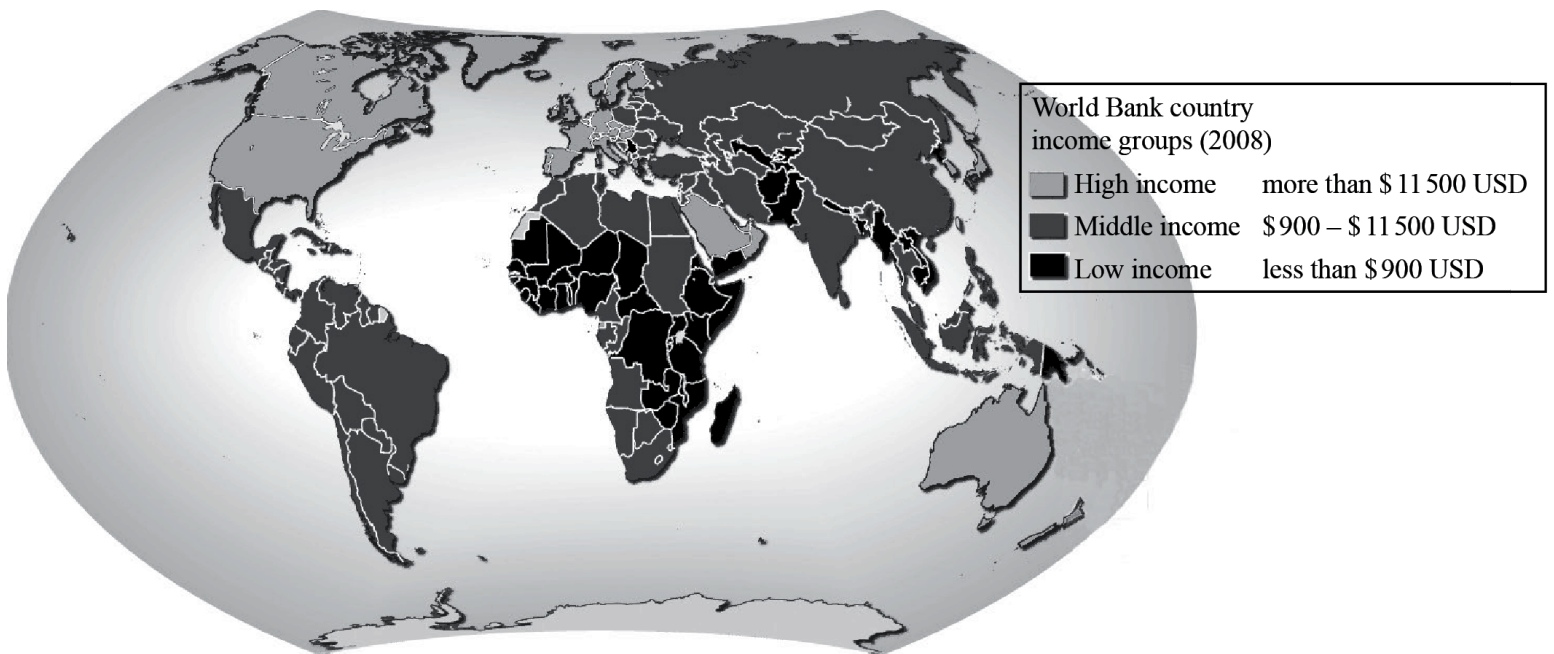 World Bank country
income groups (2008)
High income more than $ 11 500 USD
Middle income $ 900 – $ 11 500 USD
Low income less than $ 900 USD